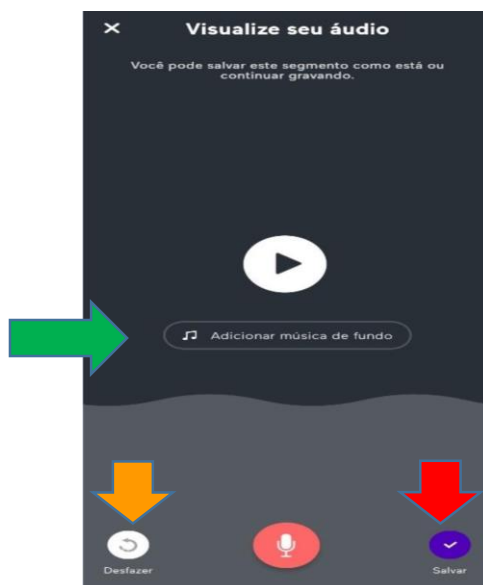 Visualize seu áudio
Você pode salvar este segmento como está ou
continuar gravando.
Adicionar música de fundo
Desfazer
Salvar